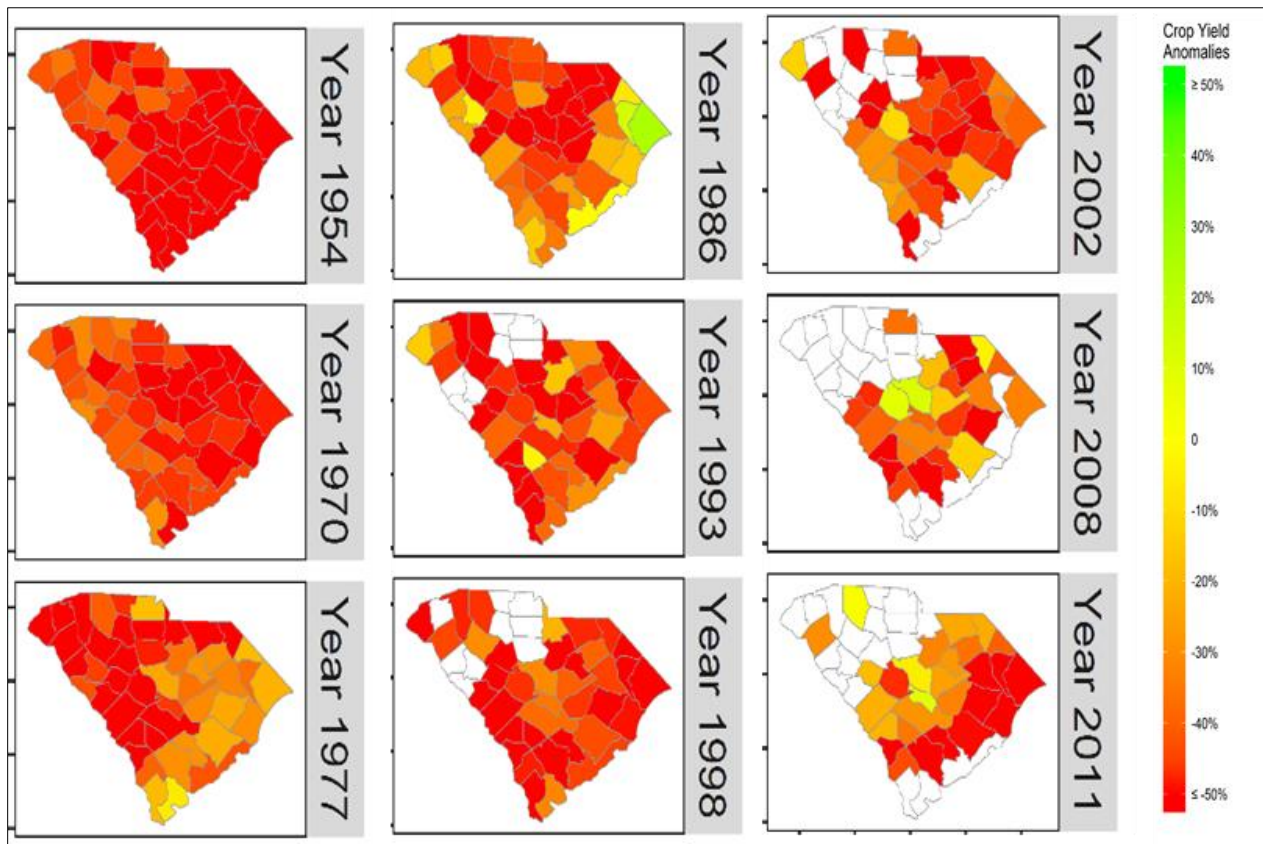 Year 1954
Year 1986
Year 2002
Year 1970
Year 1993
Year 2008
Year 1977
Year 1998
Year 2011
Crop Yield
Anomalies
≥ 50%
40%
30%
20%
10%
0
-10%
-20%
-30%
-40%
≤ -50%